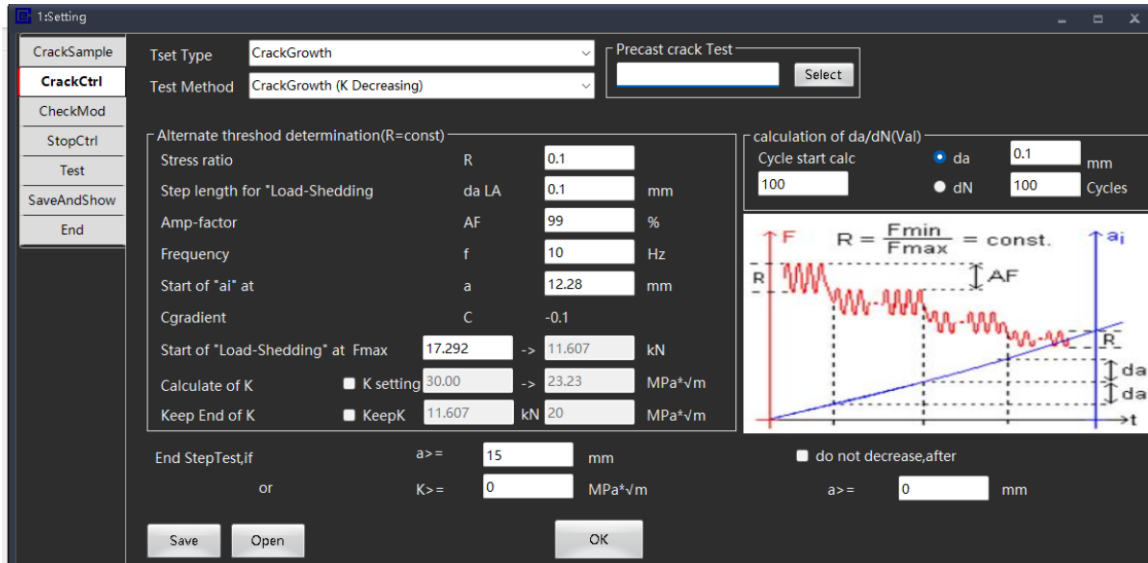 1:Setting
CrackSample
CrackCtrl
CheckMod
StopCtrl
Test
SaveAndShow
End
Tset Type CrackGrowth
Test Method CrackGrowth (K Decreasing)
Precast crack Test
Select
Alternate threshod determination(R=const)
Stress ratio R 0.1
Step length for "Load-Shedding da LA 0.1 mm
Amp-factor AF 99 %
Frequency f 10 Hz
Start of "ai" at a 12.28 mm
Cgradient C -0.1
Start of "Load-Shedding" at Fmax 17.292 -> 11.607 kN
Calculate of K K setting 30.00 -> 23.23 MPa*√m
Keep End of K KeepK 11.607 kN 20 MPa*√m
calculation of da/dN(Val)
Cycle start calc da 0.1 mm
100 dN 100 Cycles
F R = Fmin/Fmax = const. ai
R AF
R
da
da
t
End StepTest,if a>= 15 mm
or K>= 0 MPa*√m
do not decrease,after
a>= 0 mm
Save Open OK